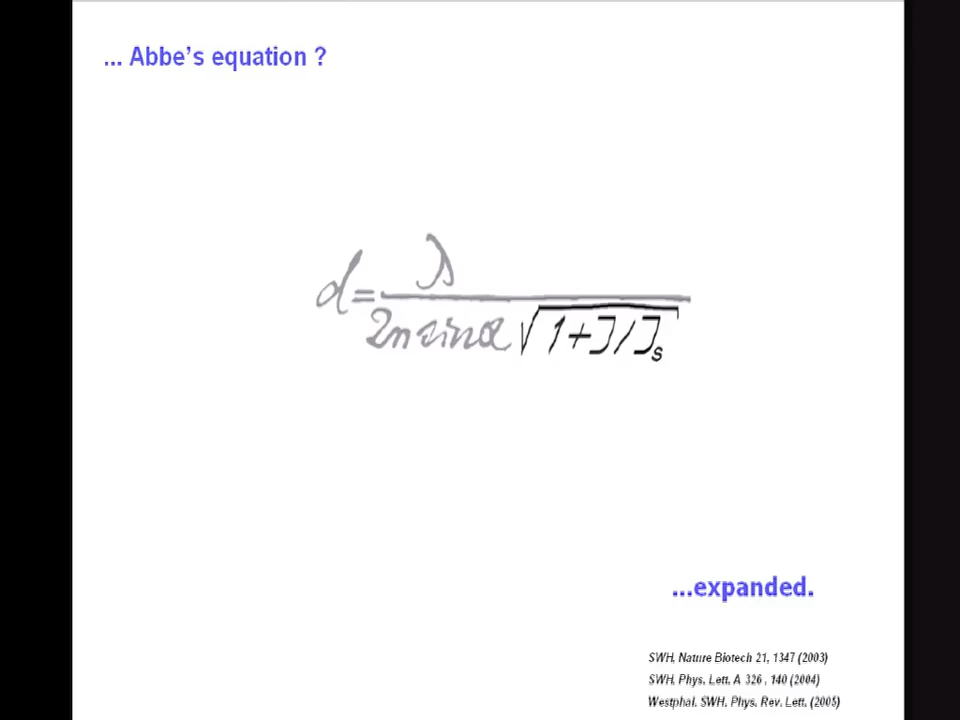 ... Abbe's equation ?
d = λ / 2n sin α √1+I/Is
...expanded.
SWH, Nature Biotech 21, 1347 (2003)
SWH, Phys. Lett. A 326 , 140 (2004)
Westphal, SWH, Phys. Rev. Lett. (2005)